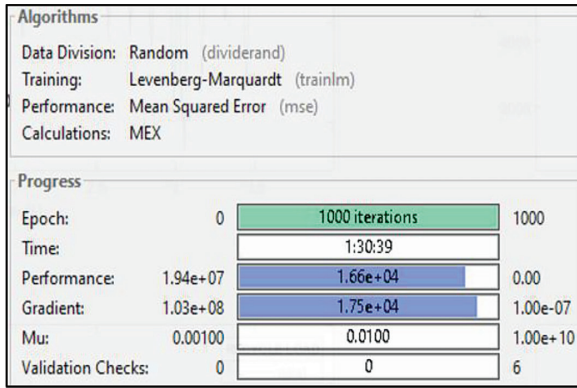 Algorithms
Data Division: Random (dividerand)
Training: Levenberg-Marquardt (trainlm)
Performance: Mean Squared Error (mse)
Calculations: MEX
Progress
Epoch: 0 1000 iterations 1000
Time: 1:30:39
Performance: 1.94e+07 1.66e+04 0.00
Gradient: 1.03e+08 1.75e+04 1.00e-07
Mu: 0.00100 0.0100 1.00e+10
Validation Checks: 0 0 6